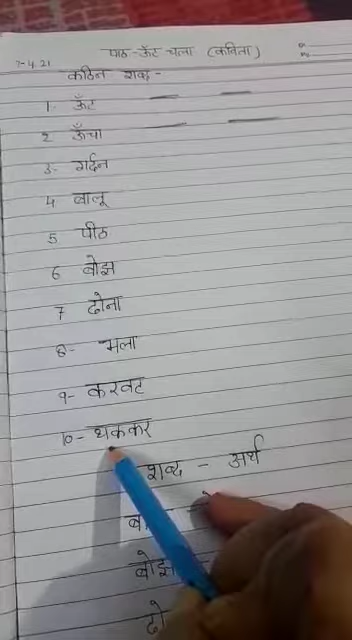 7-4.21 पाठ-ऊँट चला (कविता)
कठिन शब्द -
1- ऊँट
2 ऊँचा
3- गर्दन
4 बालू
5 पीठ
6 बोझ
7 ढोना
8- भला
9- करवट
10- थककर
शब्द - अर्थ
बोझ